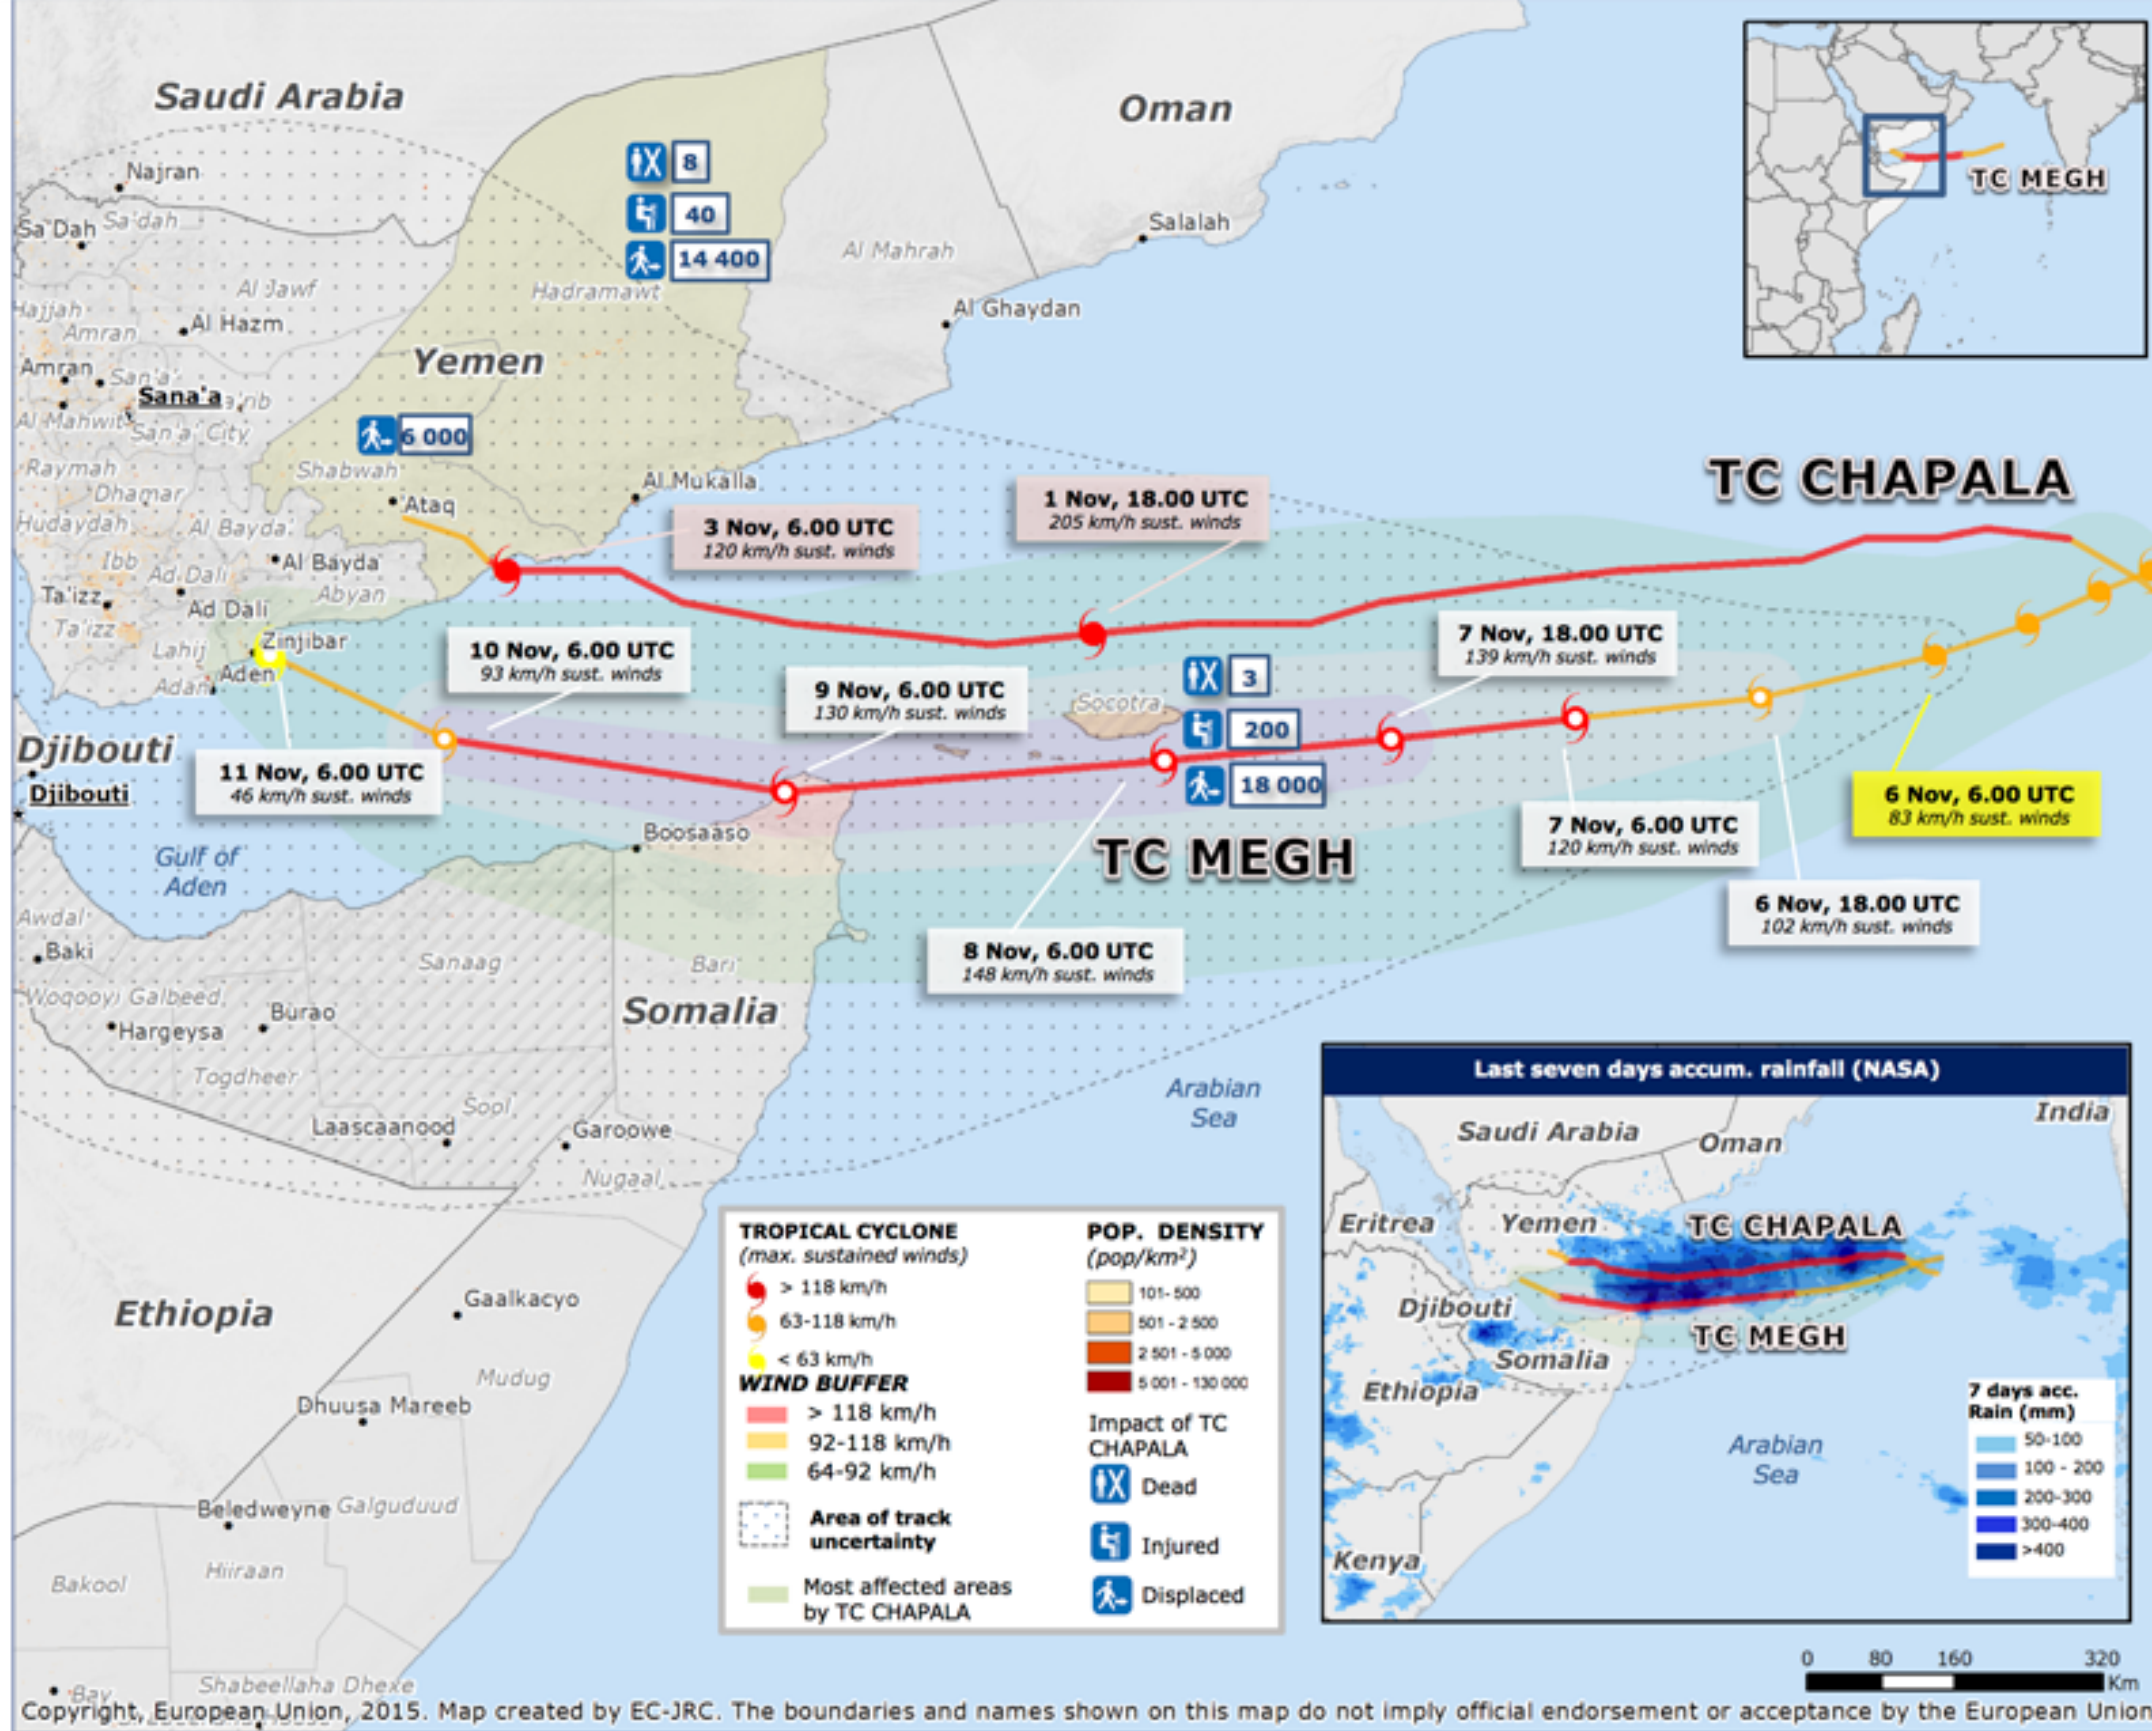 Saudi Arabia
Oman
Najran
Sa'Dah
Sa'dah
8
40
14 400
TC MEGH
Salalah
Al Mahrah
Al Jawf
Hadramawt
Al Ghaydan
Hajjah
Amran
Al Hazm
Yemen
Amran
San'a'
Sana'a
Al Mahwit
San'a' City
6 000
Raymah
Shabwah
Dhamar
'Ataq
Al Mukalla
TC CHAPALA
1 Nov, 18.00 UTC
205 km/h sust. winds
3 Nov, 6.00 UTC
120 km/h sust. winds
Hudaydah
Al Bayda'
Ibb
Ad Dali
Al Bayda'
Ta'izz
Ad Dali
Abyan
Ta'izz
Lahij
Zinjibar
Adan
Aden
10 Nov, 6.00 UTC
93 km/h sust. winds
9 Nov, 6.00 UTC
130 km/h sust. winds
Socotra
3
200
18 000
7 Nov, 18.00 UTC
139 km/h sust. winds
Djibouti
Djibouti
11 Nov, 6.00 UTC
46 km/h sust. winds
6 Nov, 6.00 UTC
83 km/h sust. winds
7 Nov, 6.00 UTC
120 km/h sust. winds
Boosaaso
TC MEGH
Gulf of
Aden
6 Nov, 18.00 UTC
102 km/h sust. winds
8 Nov, 6.00 UTC
148 km/h sust. winds
Awdal
Baki
Sanaag
Bari
Woqooyi Galbeed
Burao
Somalia
Hargeysa
Togdheer
Sool
Laascaanood
Garoowe
Nugaal
Arabian
Sea
Ethiopia
Gaalkacyo
Mudug
Dhuusa Mareeb
Beledweyne
Galguduud
Hiiraan
Bakool
Bay
Shabeellaha Dhexe
TROPICAL CYCLONE
(max. sustained winds)
> 118 km/h
63-118 km/h
< 63 km/h
WIND BUFFER
> 118 km/h
92-118 km/h
64-92 km/h
Area of track
uncertainty
Most affected areas
by TC CHAPALA
POP. DENSITY
(pop/km²)
101- 500
501 - 2 500
2 501 - 5 000
5 001 - 130 000
Impact of TC
CHAPALA
Dead
Injured
Displaced
Last seven days accum. rainfall (NASA)
India
Saudi Arabia
Oman
Eritrea
Yemen
TC CHAPALA
Djibouti
TC MEGH
Somalia
Ethiopia
Arabian
Sea
Kenya
7 days acc.
Rain (mm)
50-100
100 - 200
200-300
300-400
>400
0 80 160 320
Km
Copyright, European Union, 2015. Map created by EC-JRC. The boundaries and names shown on this map do not imply official endorsement or acceptance by the European Union